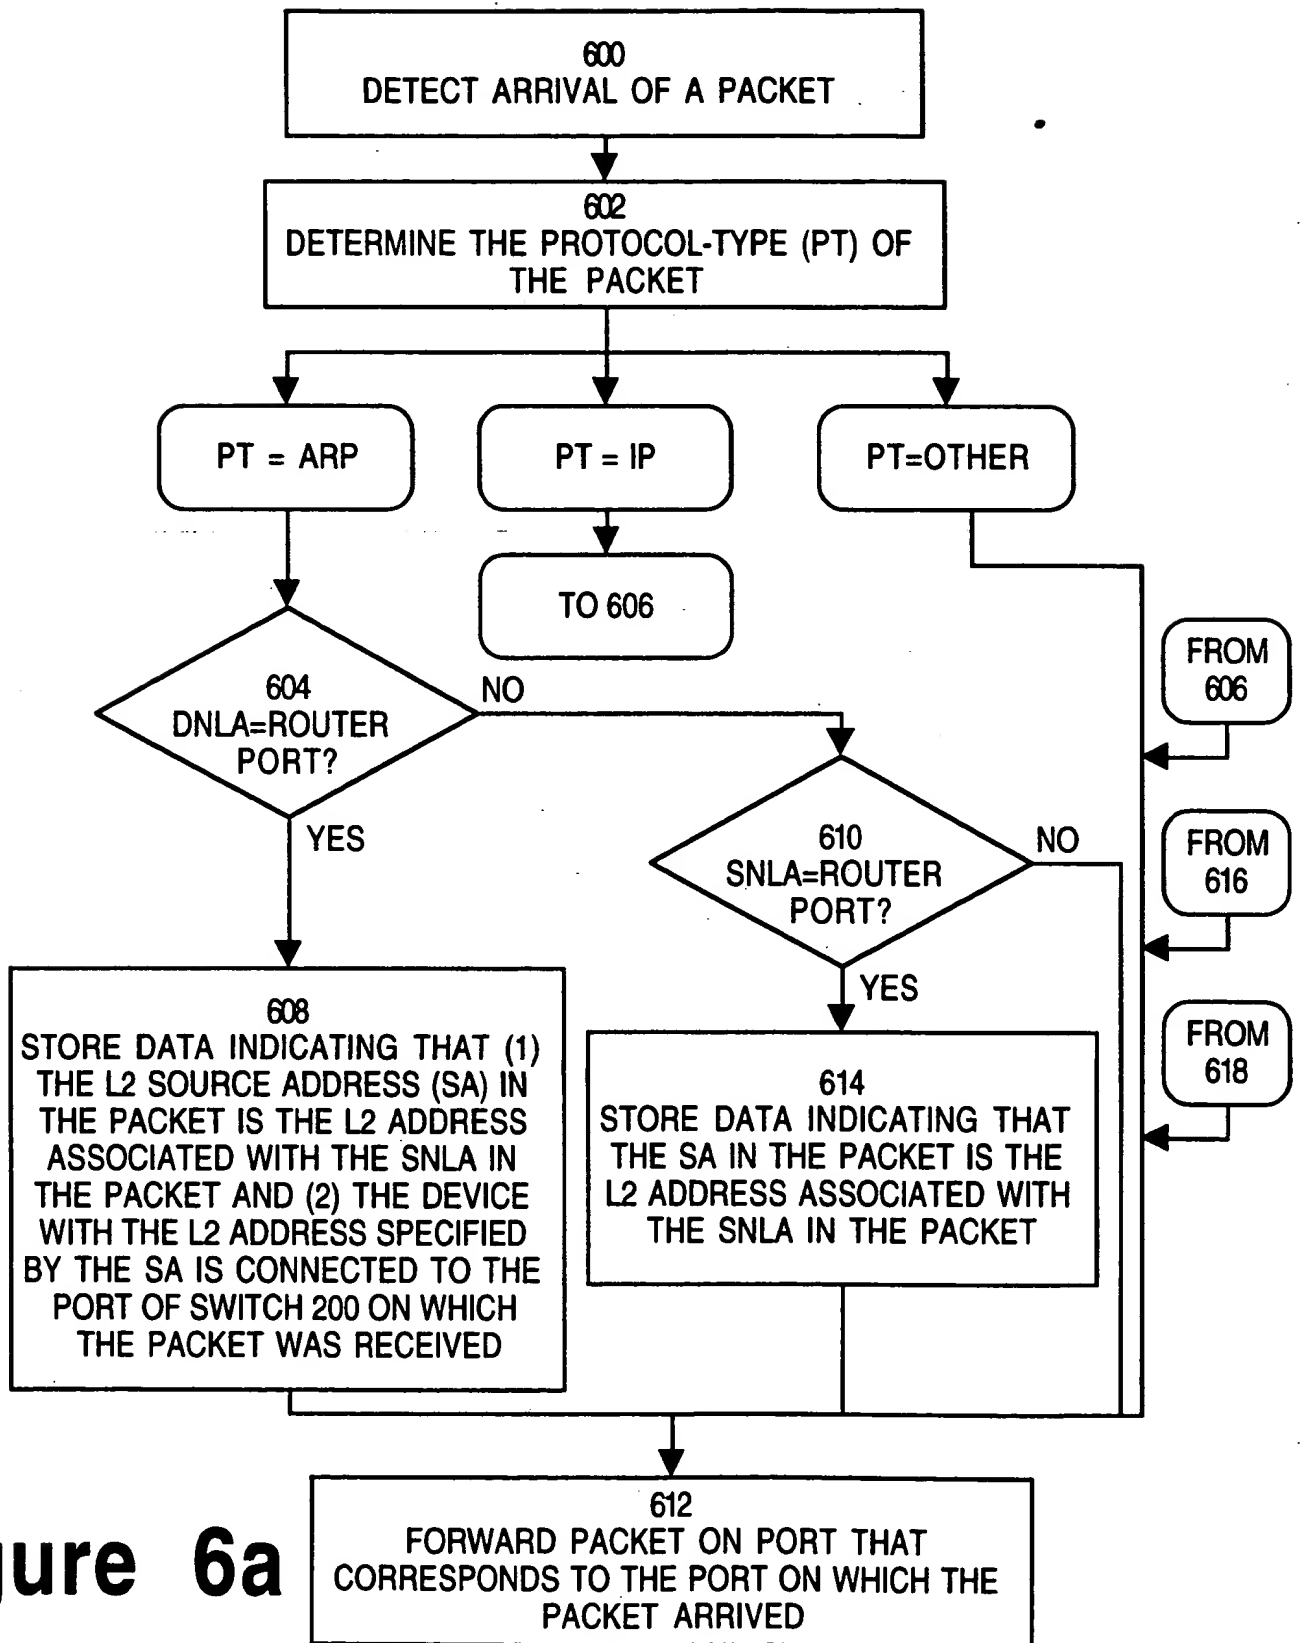 600
DETECT ARRIVAL OF A PACKET
602
DETERMINE THE PROTOCOL-TYPE (PT) OF
THE PACKET
PT = ARP
PT = IP
PT=OTHER
TO 606
604
DNLA=ROUTER
PORT?
NO
YES
FROM
606
610
SNLA=ROUTER
PORT?
NO
YES
FROM
616
FROM
618
608
STORE DATA INDICATING THAT (1)
THE L2 SOURCE ADDRESS (SA) IN
THE PACKET IS THE L2 ADDRESS
ASSOCIATED WITH THE SNLA IN
THE PACKET AND (2) THE DEVICE
WITH THE L2 ADDRESS SPECIFIED
BY THE SA IS CONNECTED TO THE
PORT OF SWITCH 200 ON WHICH
THE PACKET WAS RECEIVED
614
STORE DATA INDICATING THAT
THE SA IN THE PACKET IS THE
L2 ADDRESS ASSOCIATED WITH
THE SNLA IN THE PACKET
612
FORWARD PACKET ON PORT THAT
CORRESPONDS TO THE PORT ON WHICH THE
PACKET ARRIVED
gure 6a